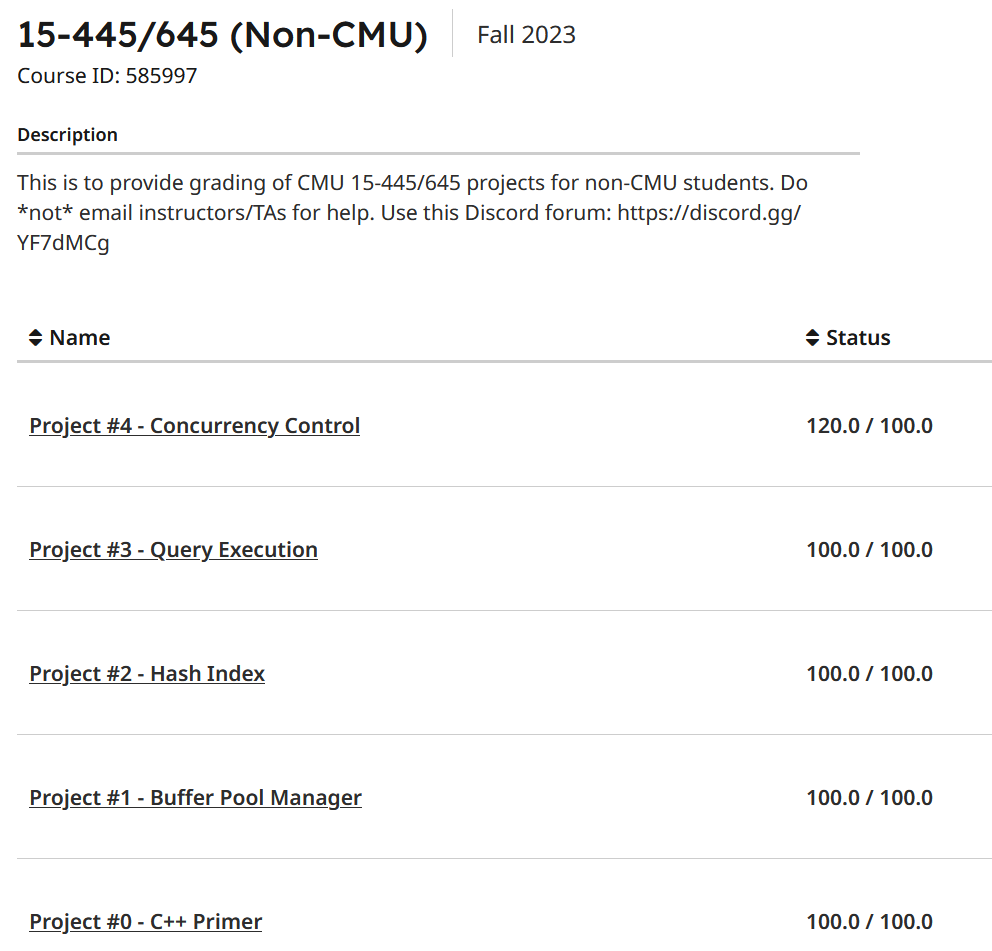 15-445/645 (Non-CMU) Fall 2023
Course ID: 585997
Description
This is to provide grading of CMU 15-445/645 projects for non-CMU students. Do
*not* email instructors/TAs for help. Use this Discord forum: https://discord.gg/
YF7dMCg
Name Status
Project #4 - Concurrency Control 120.0 / 100.0
Project #3 - Query Execution 100.0 / 100.0
Project #2 - Hash Index 100.0 / 100.0
Project #1 - Buffer Pool Manager 100.0 / 100.0
Project #0 - C++ Primer 100.0 / 100.0